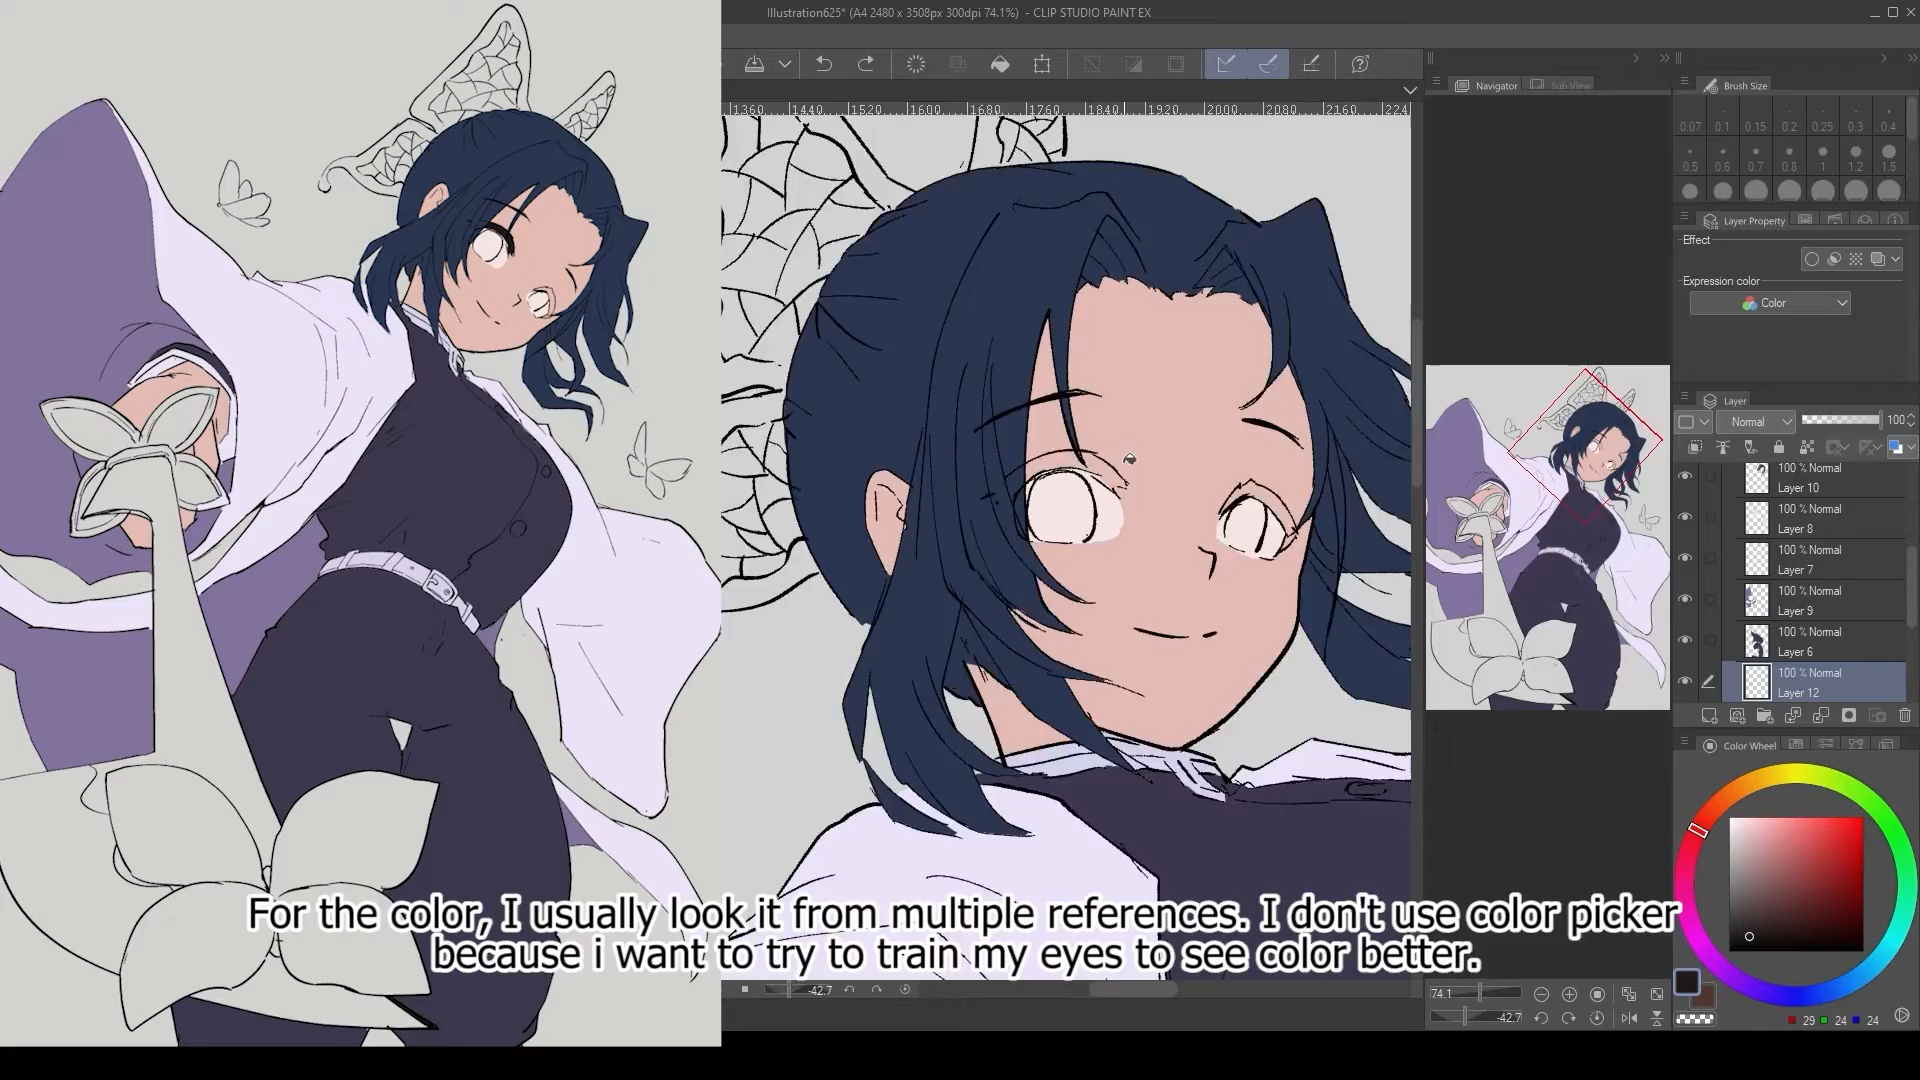 Illustration625* (A4 2480 x 3508px 300dpi 74.1%) - CLIP STUDIO PAINT EX
Navigator
Sub View
Brush Size
1360 1440 1520 1600 1680 1760 1840 1920 2000 2080 2160 224
0.07 0.1 0.15 0.2 0.25 0.3 0.4
0.5 0.6 0.7 0.8 1 1.2 1.5
Layer Property
Effect
Expression color
Color
Layer
Normal
100
100 % Normal
Layer 10
100 % Normal
Layer 8
100 % Normal
Layer 7
100 % Normal
Layer 9
100 % Normal
Layer 6
100 % Normal
Layer 12
Color Wheel
For the color, I usually look it from multiple references. I don't use color picker
because i want to try to train my eyes to see color better.
-42.7
74.1
-42.7
29 24 24